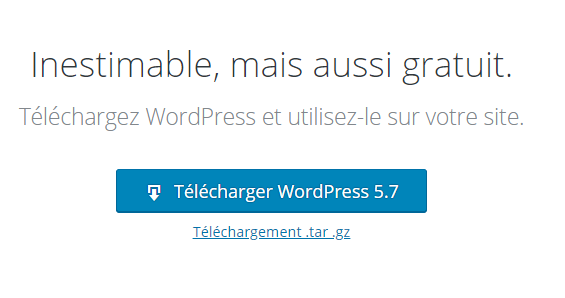 Inestimable, mais aussi gratuit.
Téléchargez WordPress et utilisez-le sur votre site.
Télécharger WordPress 5.7
Téléchargement .tar .gz